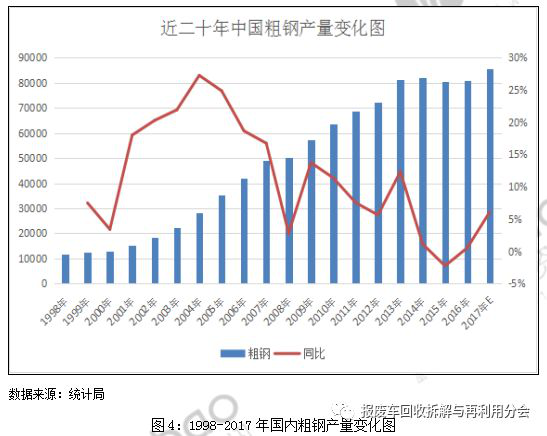 近二十年中国粗钢产量变化图
90000
80000
70000
60000
50000
40000
30000
20000
10000
0
30%
25%
20%
15%
10%
5%
0%
-5%
1998年
1999年
2000年
2001年
2002年
2003年
2004年
2005年
2006年
2007年
2008年
2009年
2010年
2011年
2012年
2013年
2014年
2015年
2016年
2017年E
粗钢 同比
数据来源：统计局
报废车回收拆解与再利用分会
图4：1998-2017 年国内粗钢产量变化图